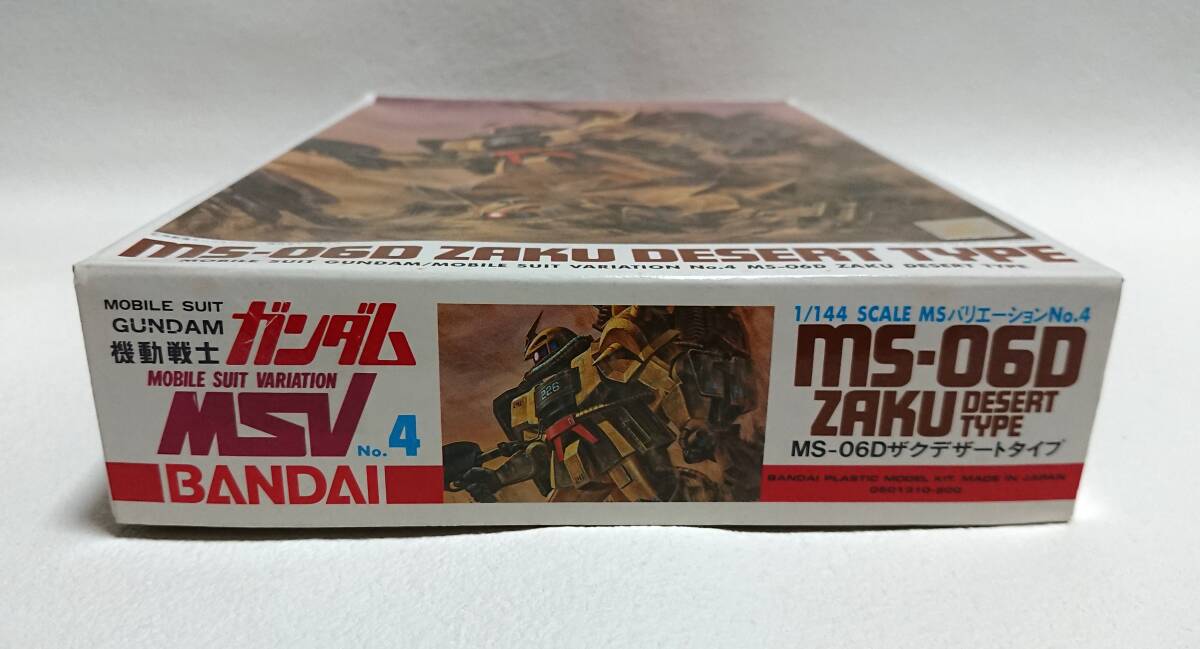 MS-06D ZAKU DESERT TYPE
MOBILE SUIT GUNDAM/MOBILE SUIT VARIATION No.4 MS-06D ZAKU DESERT TYPE
MOBILE SUIT
GUNDAM
機動戦士
ガンダム
MOBILE SUIT VARIATION
MSV
No.4
BANDAI
226
1/144 SCALE MSバリエーションNo.4
MS-06D
ZAKU DESERT
TYPE
MS-06Dザクデザートタイプ
BANDAI PLASTIC MODEL KIT. MADE IN JAPAN
0501310-500